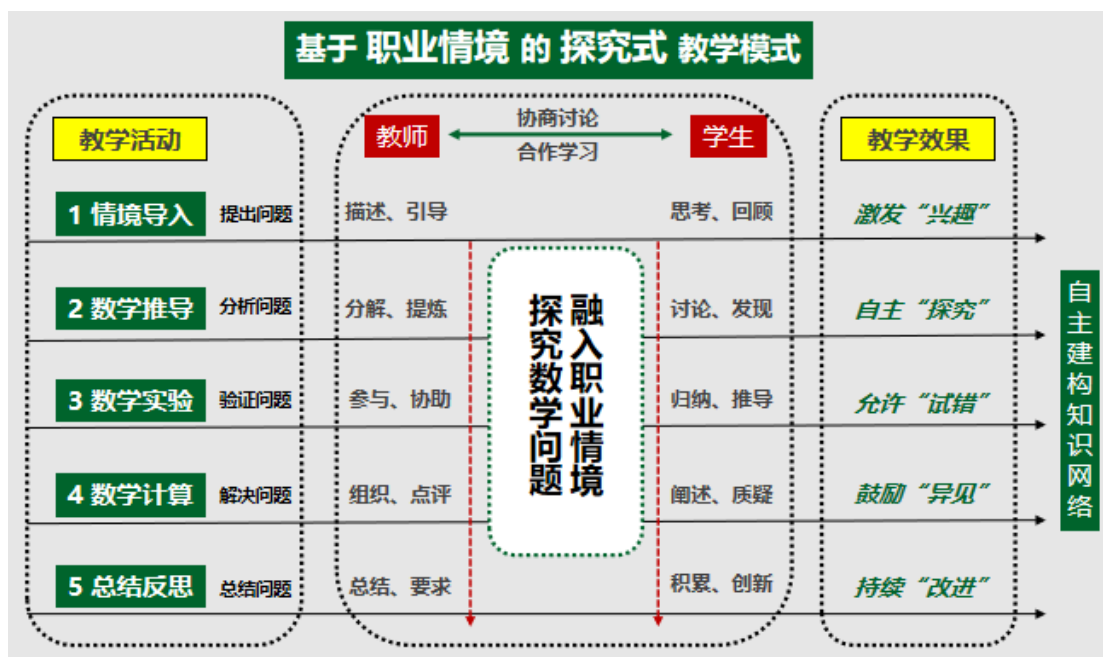 基于 职业情境 的 探究式 教学模式
教学活动
教师
协商讨论
合作学习
学生
教学效果
1 情境导入 提出问题 描述、引导 思考、回顾 激发“兴趣”
2 数学推导 分析问题 分解、提炼 讨论、发现 自主“探究”
3 数学实验 验证问题 参与、协助 归纳、推导 允许“试错”
4 数学计算 解决问题 组织、点评 阐述、质疑 鼓励“异见”
5 总结反思 总结问题 总结、要求 积累、创新 持续“改进”
融入职业情境
探究数学问题
自主建构知识网络